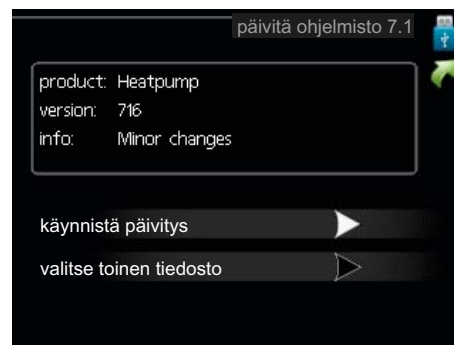 päivitä ohjelmisto 7.1
product: Heatpump
version: 716
info: Minor changes
käynnistä päivitys
valitse toinen tiedosto